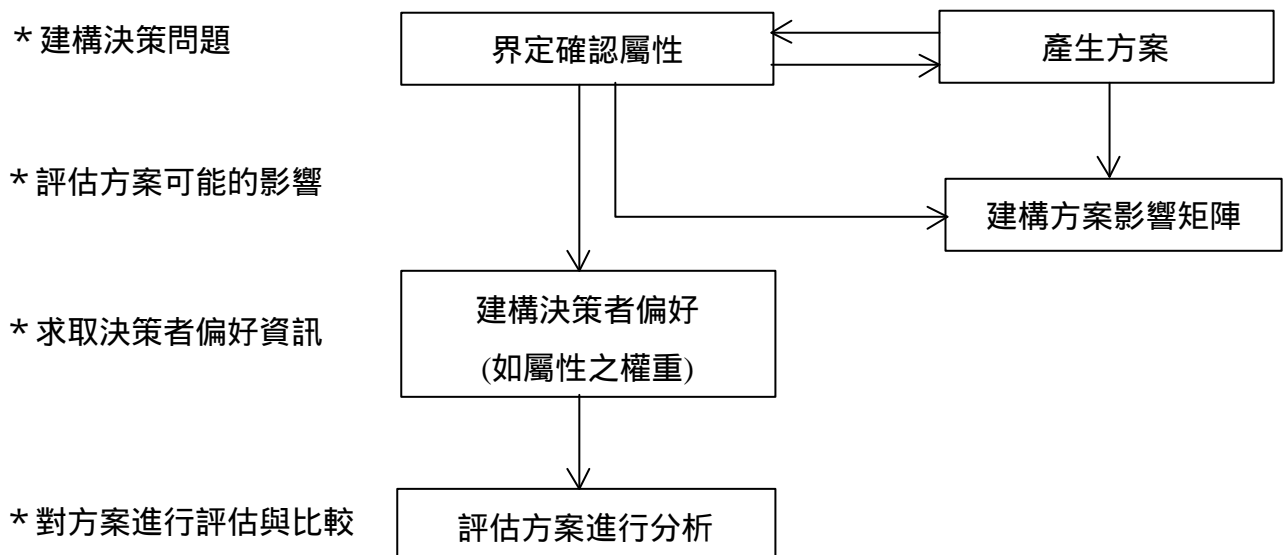 * 建構決策問題
界定確認屬性
產生方案
* 評估方案可能的影響
建構方案影響矩陣
* 求取決策者偏好資訊
建構決策者偏好
(如屬性之權重)
* 對方案進行評估與比較
評估方案進行分析